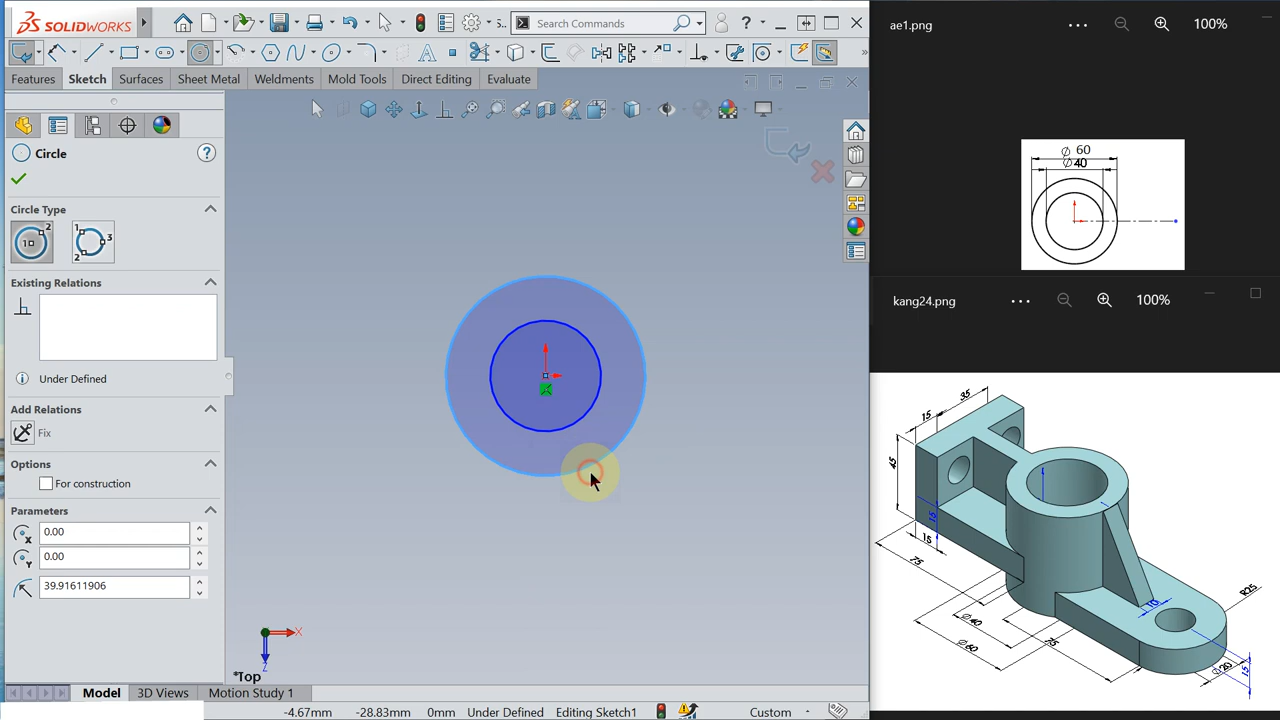 SOLIDWORKS
S..
Search Commands
?
Features
Sketch
Surfaces
Sheet Metal
Weldments
Mold Tools
Direct Editing
Evaluate
Circle
?
Circle Type
Existing Relations
Under Defined
Add Relations
Fix
Options
For construction
Parameters
0.00
0.00
39.91611906
X
Z
*Top
Model
3D Views
Motion Study 1
-4.67mm
-28.83mm
0mm
Under Defined
Editing Sketch1
Custom
ae1.png
100%
⌀ 60
⌀40
kang24.png
100%
35
15
45
15
15
75
⌀40
⌀60
75
10
R25
⌀20
15